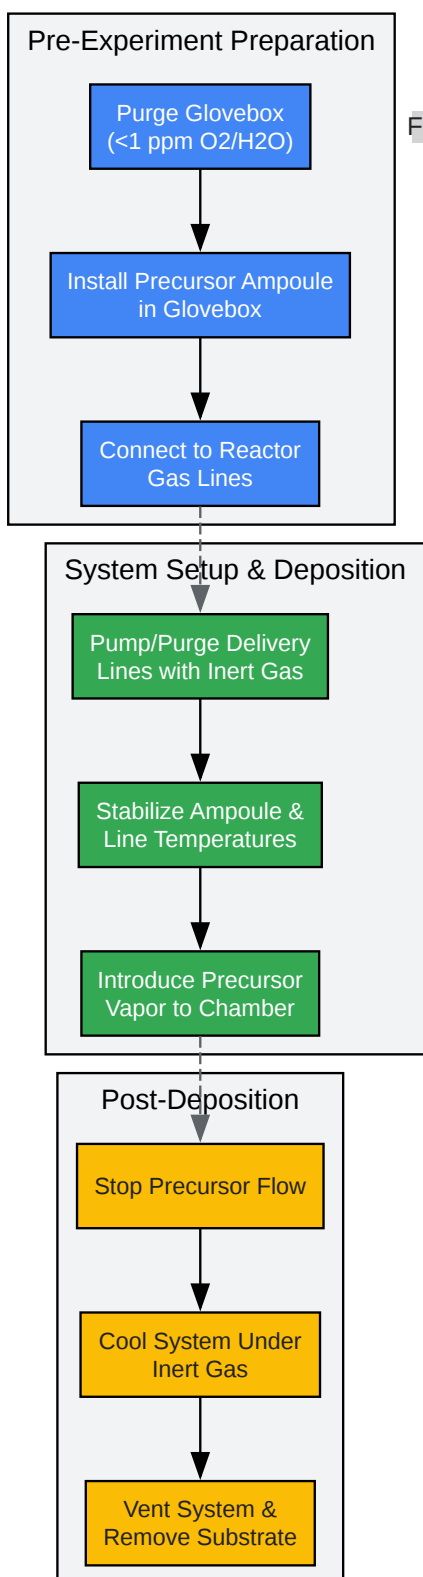 Pre-Experiment Preparation
Purge Glovebox
(<1 ppm O2/H2O)
F
Install Precursor Ampoule
in Glovebox
Connect to Reactor
Gas Lines
System Setup & Deposition
Pump/Purge Delivery
Lines with Inert Gas
Stabilize Ampoule &
Line Temperatures
Introduce Precursor
Vapor to Chamber
Post-Deposition
Stop Precursor Flow
Cool System Under
Inert Gas
Vent System &
Remove Substrate